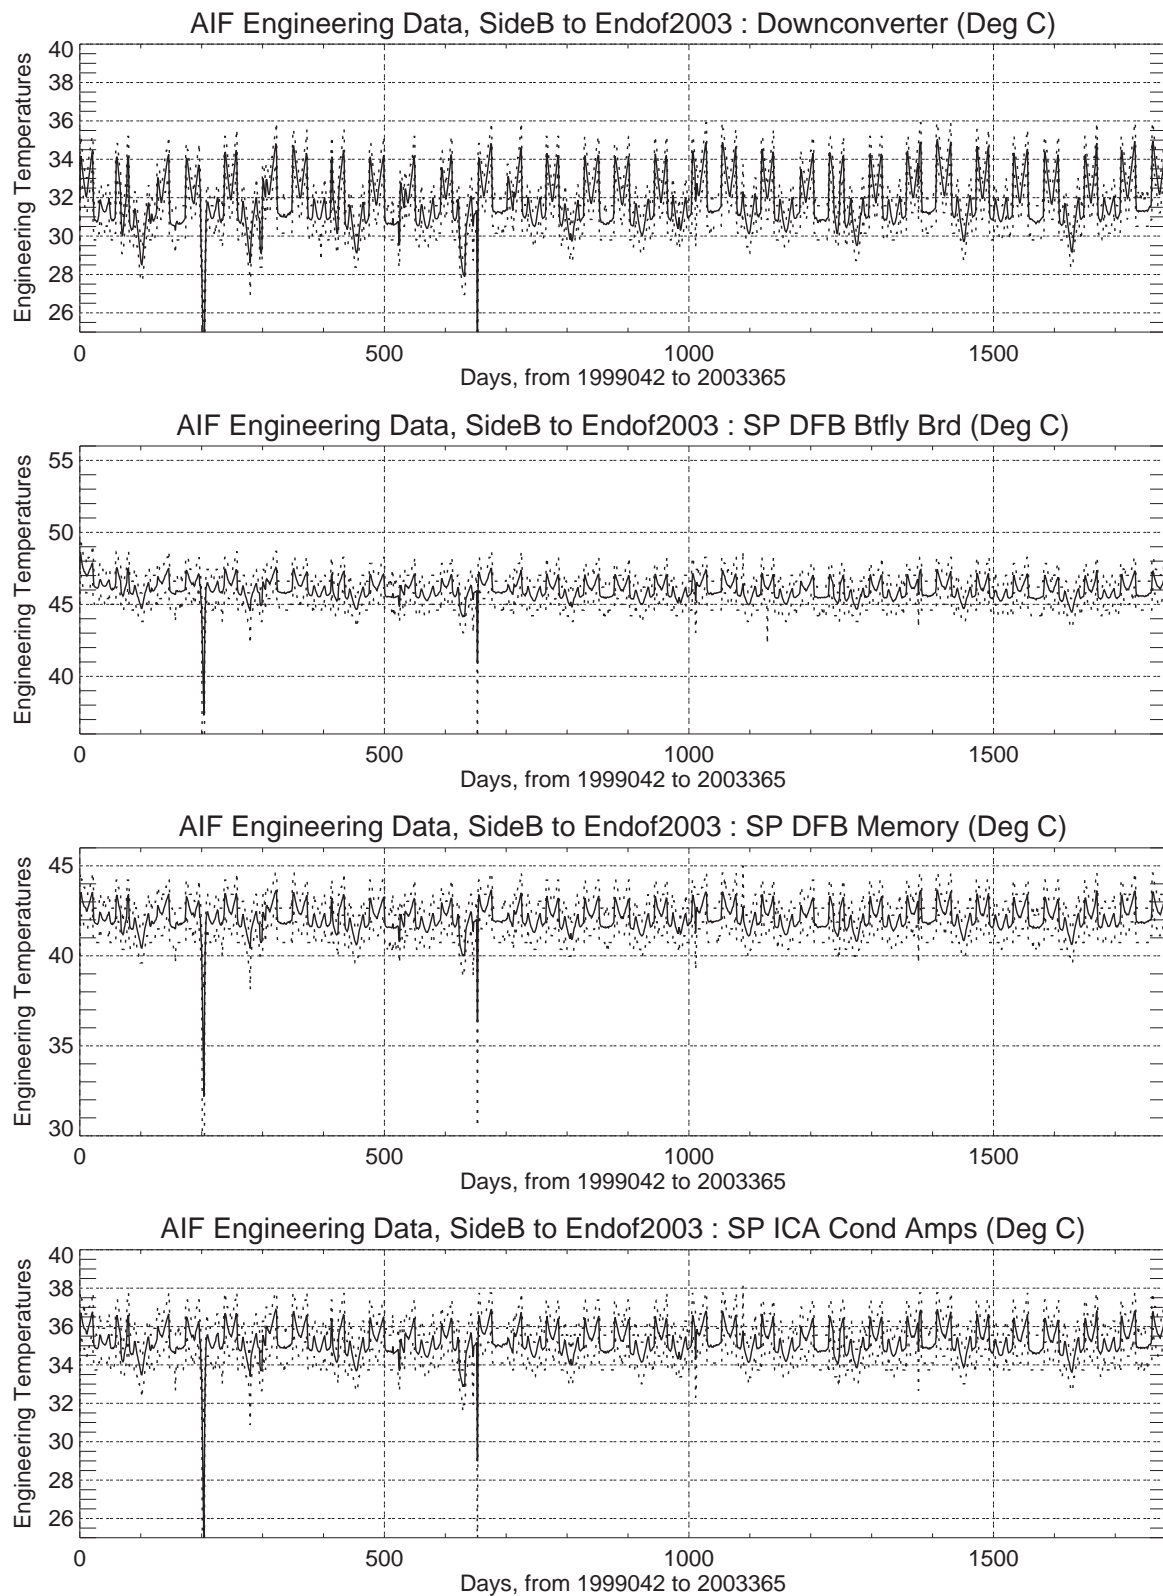 AIF Engineering Data, SideB to Endof2003 : Downconverter (Deg C)
Engineering Temperatures
40
38
36
34
32
30
28
26
0 500 1000 1500
Days, from 1999042 to 2003365
AIF Engineering Data, SideB to Endof2003 : SP DFB Btfly Brd (Deg C)
Engineering Temperatures
55
50
45
40
0 500 1000 1500
Days, from 1999042 to 2003365
AIF Engineering Data, SideB to Endof2003 : SP DFB Memory (Deg C)
Engineering Temperatures
45
40
35
30
0 500 1000 1500
Days, from 1999042 to 2003365
AIF Engineering Data, SideB to Endof2003 : SP ICA Cond Amps (Deg C)
Engineering Temperatures
40
38
36
34
32
30
28
26
0 500 1000 1500
Days, from 1999042 to 2003365